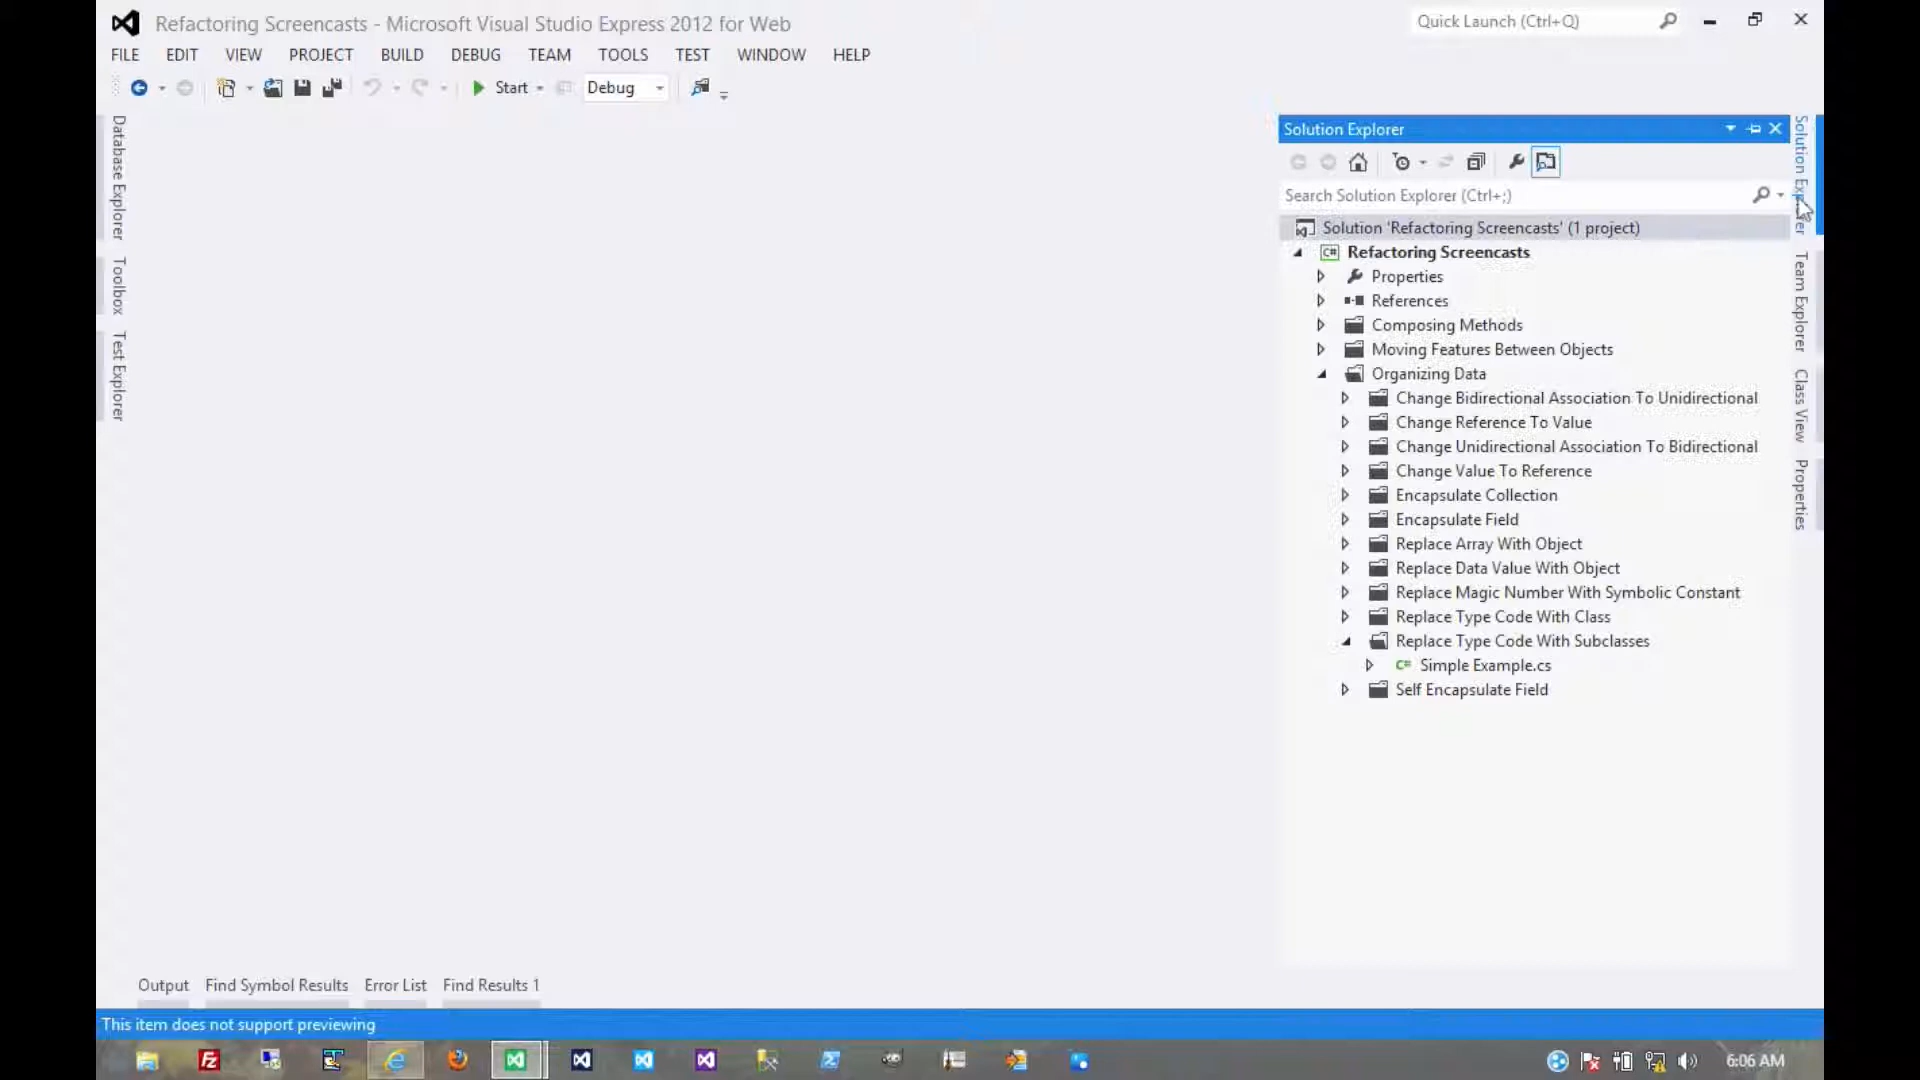 Refactoring Screencasts - Microsoft Visual Studio Express 2012 for Web
Quick Launch (Ctrl+Q)
FILE EDIT VIEW PROJECT BUILD DEBUG TEAM TOOLS TEST WINDOW HELP
Start Debug
Database Explorer
Toolbox
Test Explorer
Solution Explorer
Search Solution Explorer (Ctrl+;)
Solution 'Refactoring Screencasts' (1 project)
Refactoring Screencasts
Properties
References
Composing Methods
Moving Features Between Objects
Organizing Data
Change Bidirectional Association To Unidirectional
Change Reference To Value
Change Unidirectional Association To Bidirectional
Change Value To Reference
Encapsulate Collection
Encapsulate Field
Replace Array With Object
Replace Data Value With Object
Replace Magic Number With Symbolic Constant
Replace Type Code With Class
Replace Type Code With Subclasses
C# Simple Example.cs
Self Encapsulate Field
Solution Explorer
Team Explorer
Class View
Properties
Output Find Symbol Results Error List Find Results 1
This item does not support previewing
6:06 AM